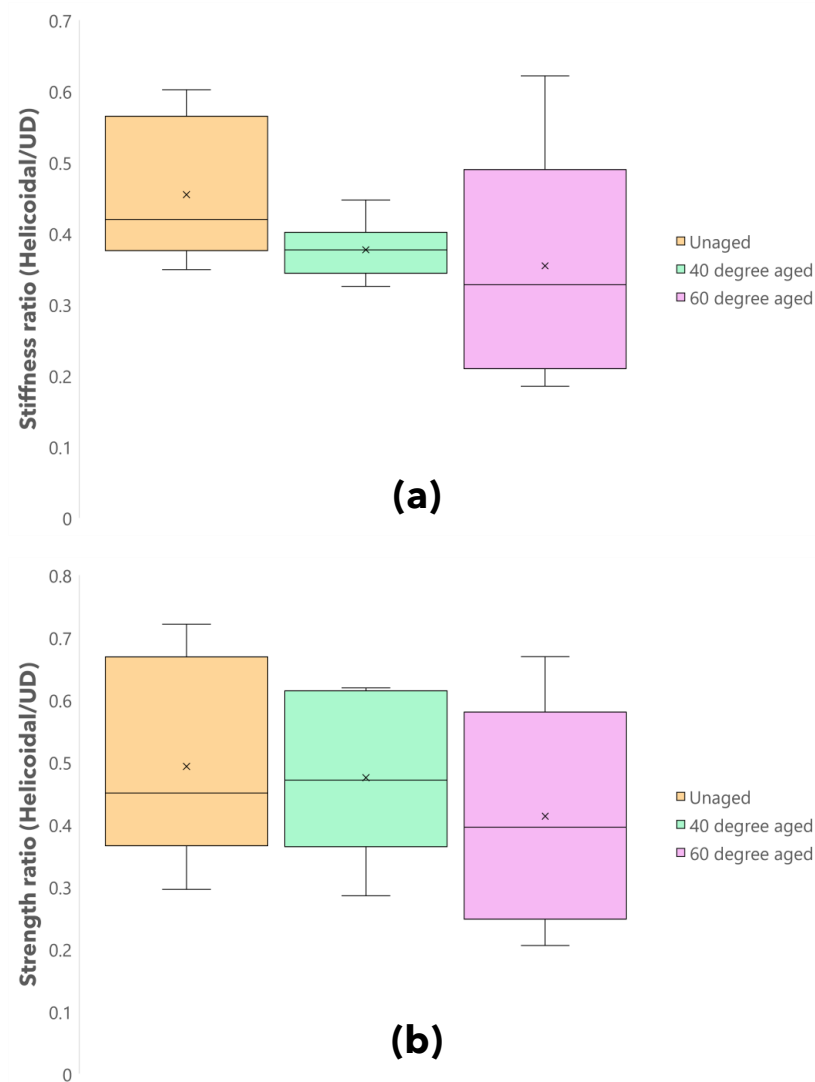 0.7
0.6
0.5
0.4
0.3
0.2
0.1
0
Stiffness ratio (Helicoidal/UD)
Unaged
40 degree aged
60 degree aged
(a)
0.8
0.7
0.6
0.5
0.4
0.3
0.2
0.1
0
Strength ratio (Helicoidal/UD)
Unaged
40 degree aged
60 degree aged
(b)